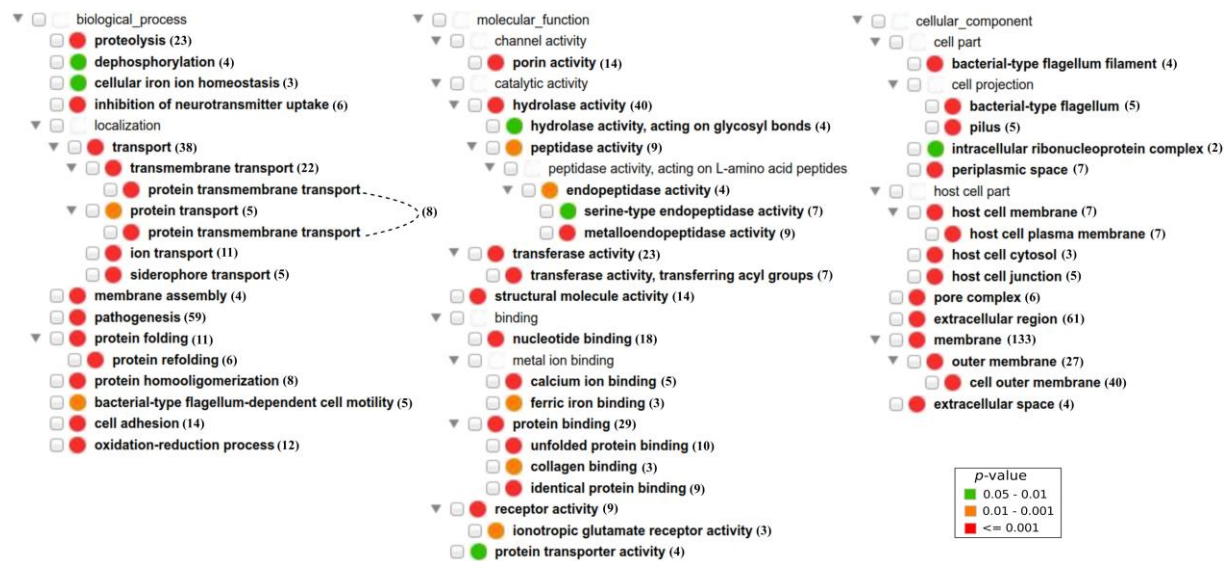 biological_process
proteolysis (23)
dephosphorylation (4)
cellular iron ion homeostasis (3)
inhibition of neurotransmitter uptake (6)
localization
transport (38)
transmembrane transport (22)
protein transmembrane transport
protein transport (5)
(8)
protein transmembrane transport
ion transport (11)
siderophore transport (5)
membrane assembly (4)
pathogenesis (59)
protein folding (11)
protein refolding (6)
protein homooligomerization (8)
bacterial-type flagellum-dependent cell motility (5)
cell adhesion (14)
oxidation-reduction process (12)
molecular_function
channel activity
porin activity (14)
catalytic activity
hydrolase activity (40)
hydrolase activity, acting on glycosyl bonds (4)
peptidase activity (9)
peptidase activity, acting on L-amino acid peptides
endopeptidase activity (4)
serine-type endopeptidase activity (7)
metalloendopeptidase activity (9)
transferase activity (23)
transferase activity, transferring acyl groups (7)
structural molecule activity (14)
binding
nucleotide binding (18)
metal ion binding
calcium ion binding (5)
ferric iron binding (3)
protein binding (29)
unfolded protein binding (10)
collagen binding (3)
identical protein binding (9)
receptor activity (9)
ionotropic glutamate receptor activity (3)
protein transporter activity (4)
cellular_component
cell part
bacterial-type flagellum filament (4)
cell projection
bacterial-type flagellum (5)
pilus (5)
intracellular ribonucleoprotein complex (2)
periplasmic space (7)
host cell part
host cell membrane (7)
host cell plasma membrane (7)
host cell cytosol (3)
host cell junction (5)
pore complex (6)
extracellular region (61)
membrane (133)
outer membrane (27)
cell outer membrane (40)
extracellular space (4)
p-value
0.05 - 0.01
0.01 - 0.001
<= 0.001